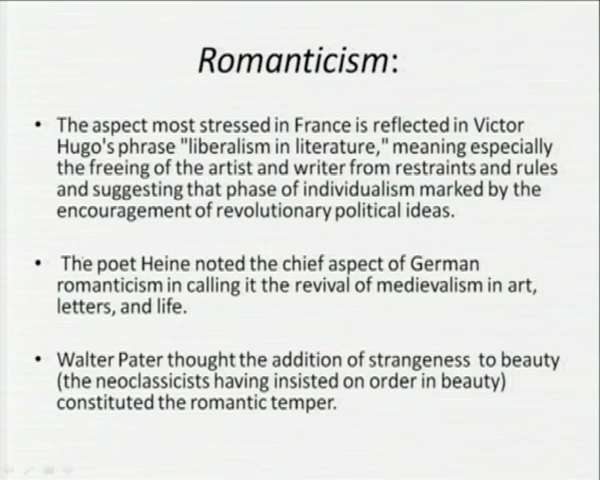 Romanticism:
• The aspect most stressed in France is reflected in Victor
Hugo's phrase "liberalism in literature," meaning especially
the freeing of the artist and writer from restraints and rules
and suggesting that phase of individualism marked by the
encouragement of revolutionary political ideas.
• The poet Heine noted the chief aspect of German
romanticism in calling it the revival of medievalism in art,
letters, and life.
• Walter Pater thought the addition of strangeness to beauty
(the neoclassicists having insisted on order in beauty)
constituted the romantic temper.